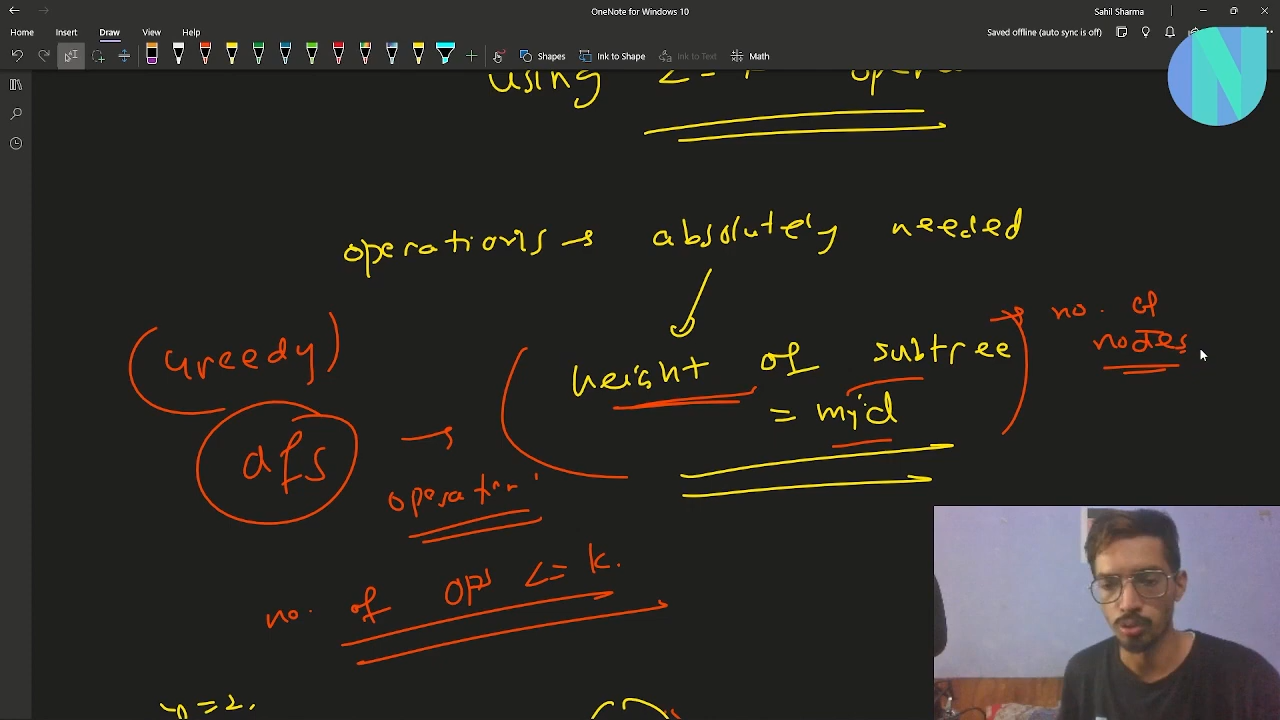 OneNote for Windows 10
Sahil Sharma
Home Insert Draw View Help
Saved offline (auto sync is off)
Shapes Ink to Shape Ink to Text Math
N
using <=
operations → absolutely needed
(Greedy)
dfs →
height of subtree
= mid
→ no. of
nodes
operation
no. of ops <= k.
= 2.